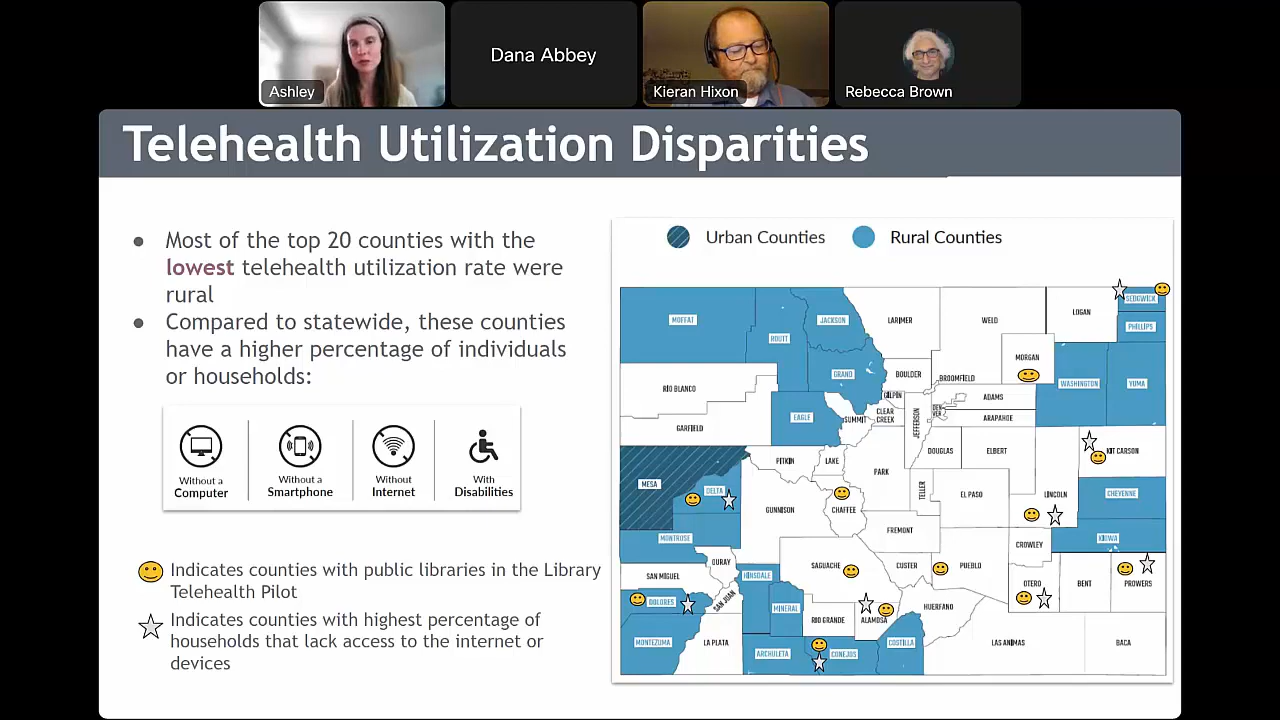 Dana Abbey
Ashley
Kieran Hixon
Rebecca Brown
Telehealth Utilization Disparities
● Most of the top 20 counties with the
lowest telehealth utilization rate were
rural
● Compared to statewide, these counties
have a higher percentage of individuals
or households:
Without a
Computer
Without a
Smartphone
Without
Internet
With
Disabilities
Indicates counties with public libraries in the Library
Telehealth Pilot
Indicates counties with highest percentage of
households that lack access to the internet or
devices
Urban Counties
Rural Counties
MOFFAT
ROUTT
JACKSON
LARIMER
WELD
LOGAN
SEDGWICK
PHILLIPS
GRAND
BOULDER
BROOMFIELD
MORGAN
WASHINGTON
YUMA
RIO BLANCO
GILPIN
ADAMS
EAGLE
SUMMIT
CLEAR
CREEK
JEFFERSON
DEN
VER
ARAPAHOE
GARFIELD
DOUGLAS
ELBERT
KIT CARSON
MESA
PITKIN
LAKE
PARK
DELTA
TELLER
EL PASO
LINCOLN
CHEYENNE
GUNNISON
CHAFFEE
FREMONT
MONTROSE
CROWLEY
KIOWA
OURAY
SAN MIGUEL
HINSDALE
SAGUACHE
CUSTER
PUEBLO
OTERO
BENT
PROWERS
DOLORES
SAN JUAN
MINERAL
RIO GRANDE
ALAMOSA
HUERFANO
MONTEZUMA
LA PLATA
ARCHULETA
CONEJOS
COSTILLA
LAS ANIMAS
BACA